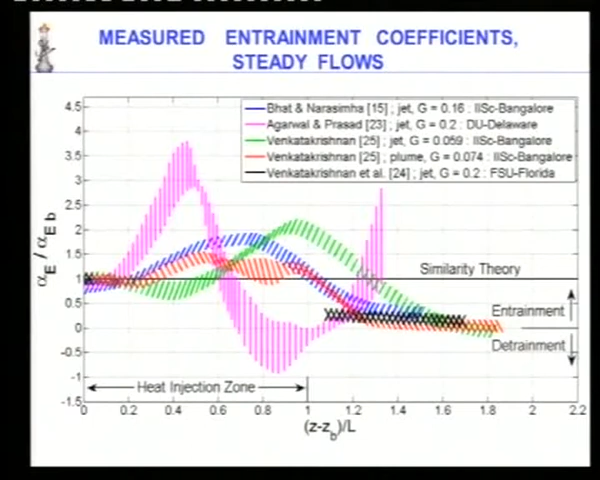 MEASURED ENTRAINMENT COEFFICIENTS,
STEADY FLOWS
Bhat & Narasimha [15] ; jet, G = 0.16 : IISc-Bangalore
Agarwal & Prasad [23] ; jet, G = 0.2 : DU-Delaware
Venkatakrishnan [25] ; jet, G = 0.059 : IISc-Bangalore
Venkatakrishnan [25] ; plume, G = 0.074 : IISc-Bangalore
Venkatakrishnan et al. [24] ; jet, G = 0.2 : FSU-Florida
4.5
4
3.5
3
2.5
2
1.5
1
0.5
0
-0.5
-1
-1.5
α_E / α_Eb
Similarity Theory
Entrainment
Detrainment
Heat Injection Zone
0 0.2 0.4 0.6 0.8 1 1.2 1.4 1.6 1.8 2 2.2
(z-z_b)/L